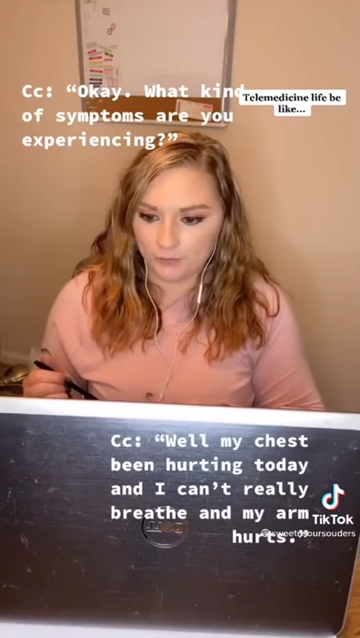 Cc: “Okay. What kind
of symptoms are you
experiencing?”
Telemedicine life be
like...
Cc: “Well my chest
been hurting today
and I can’t really
breathe and my arm
hurts.”
TikTok